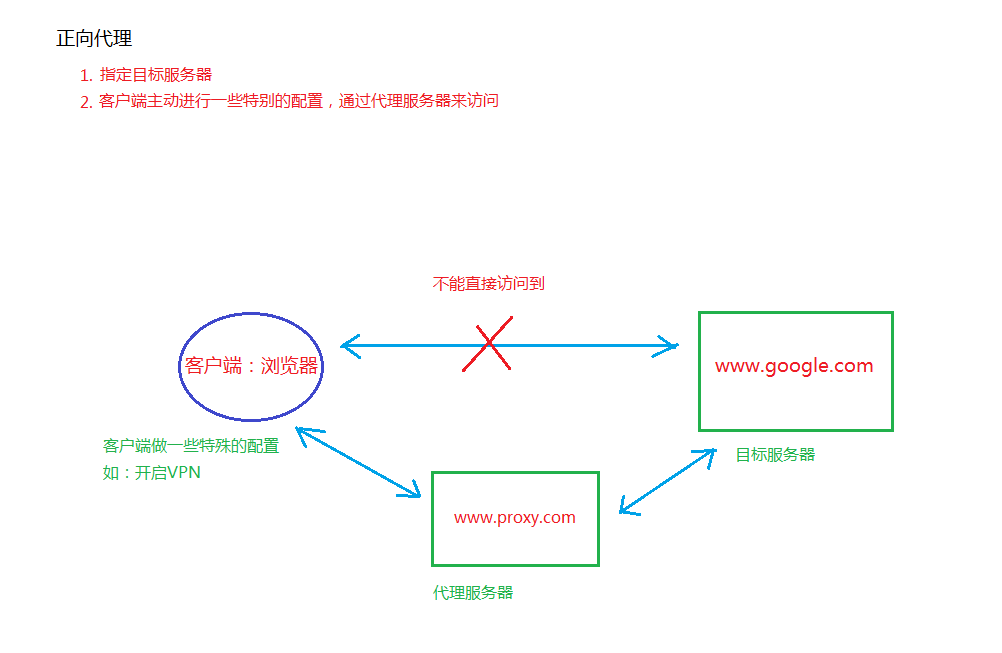 正向代理
1. 指定目标服务器
2. 客户端主动进行一些特别的配置，通过代理服务器来访问
不能直接访问到
客户端：浏览器
www.google.com
客户端做一些特殊的配置
如：开启VPN
目标服务器
www.proxy.com
代理服务器